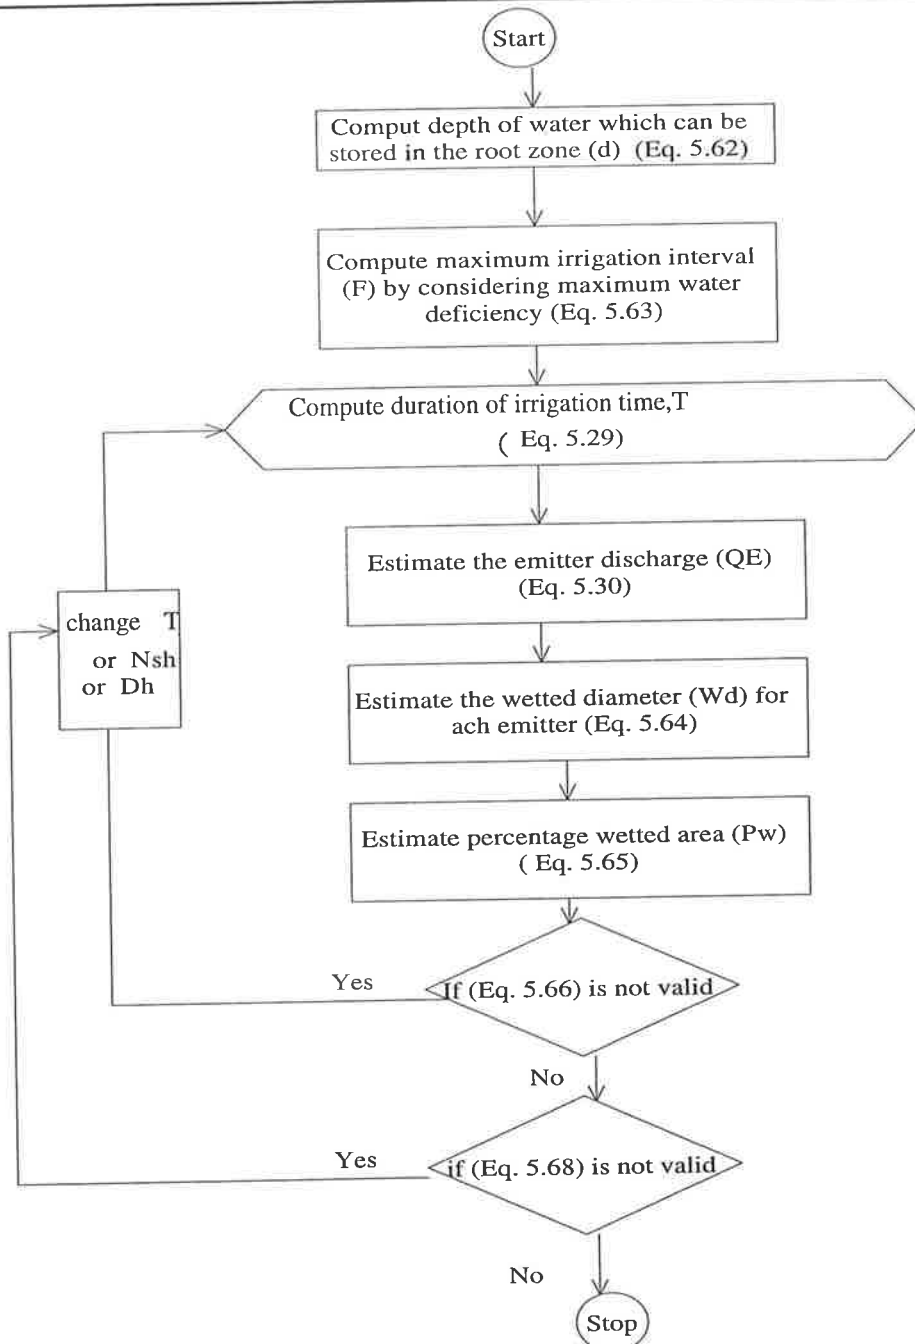 Start
Comput depth of water which can be
stored in the root zone (d) (Eq. 5.62)
Compute maximum irrigation interval
(F) by considering maximum water
deficiency (Eq. 5.63)
Compute duration of irrigation time,T
( Eq. 5.29)
Estimate the emitter discharge (QE)
(Eq. 5.30)
change T
or Nsh
or Dh
Estimate the wetted diameter (Wd) for
ach emitter (Eq. 5.64)
Estimate percentage wetted area (Pw)
( Eq. 5.65)
Yes
If (Eq. 5.66) is not valid
No
Yes
if (Eq. 5.68) is not valid
No
Stop